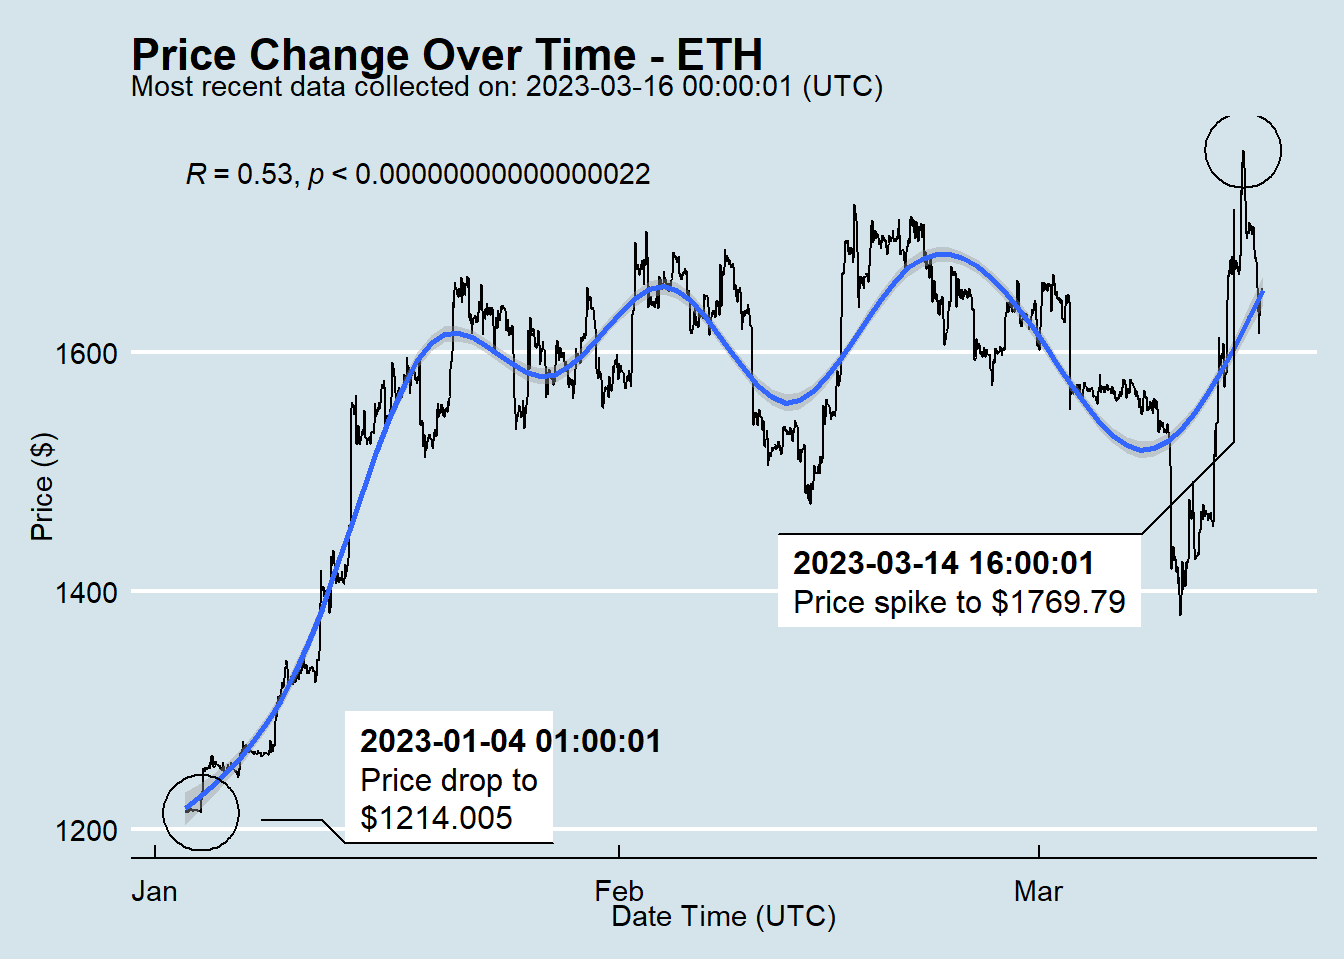 Price Change Over Time - ETH
Most recent data collected on: 2023-03-16 00:00:01 (UTC)
R = 0.53, p < 0.00000000000000022
1600
1400
1200
Price ($)
2023-03-14 16:00:01
Price spike to $1769.79
2023-01-04 01:00:01
Price drop to
$1214.005
Jan
Feb
Mar
Date Time (UTC)